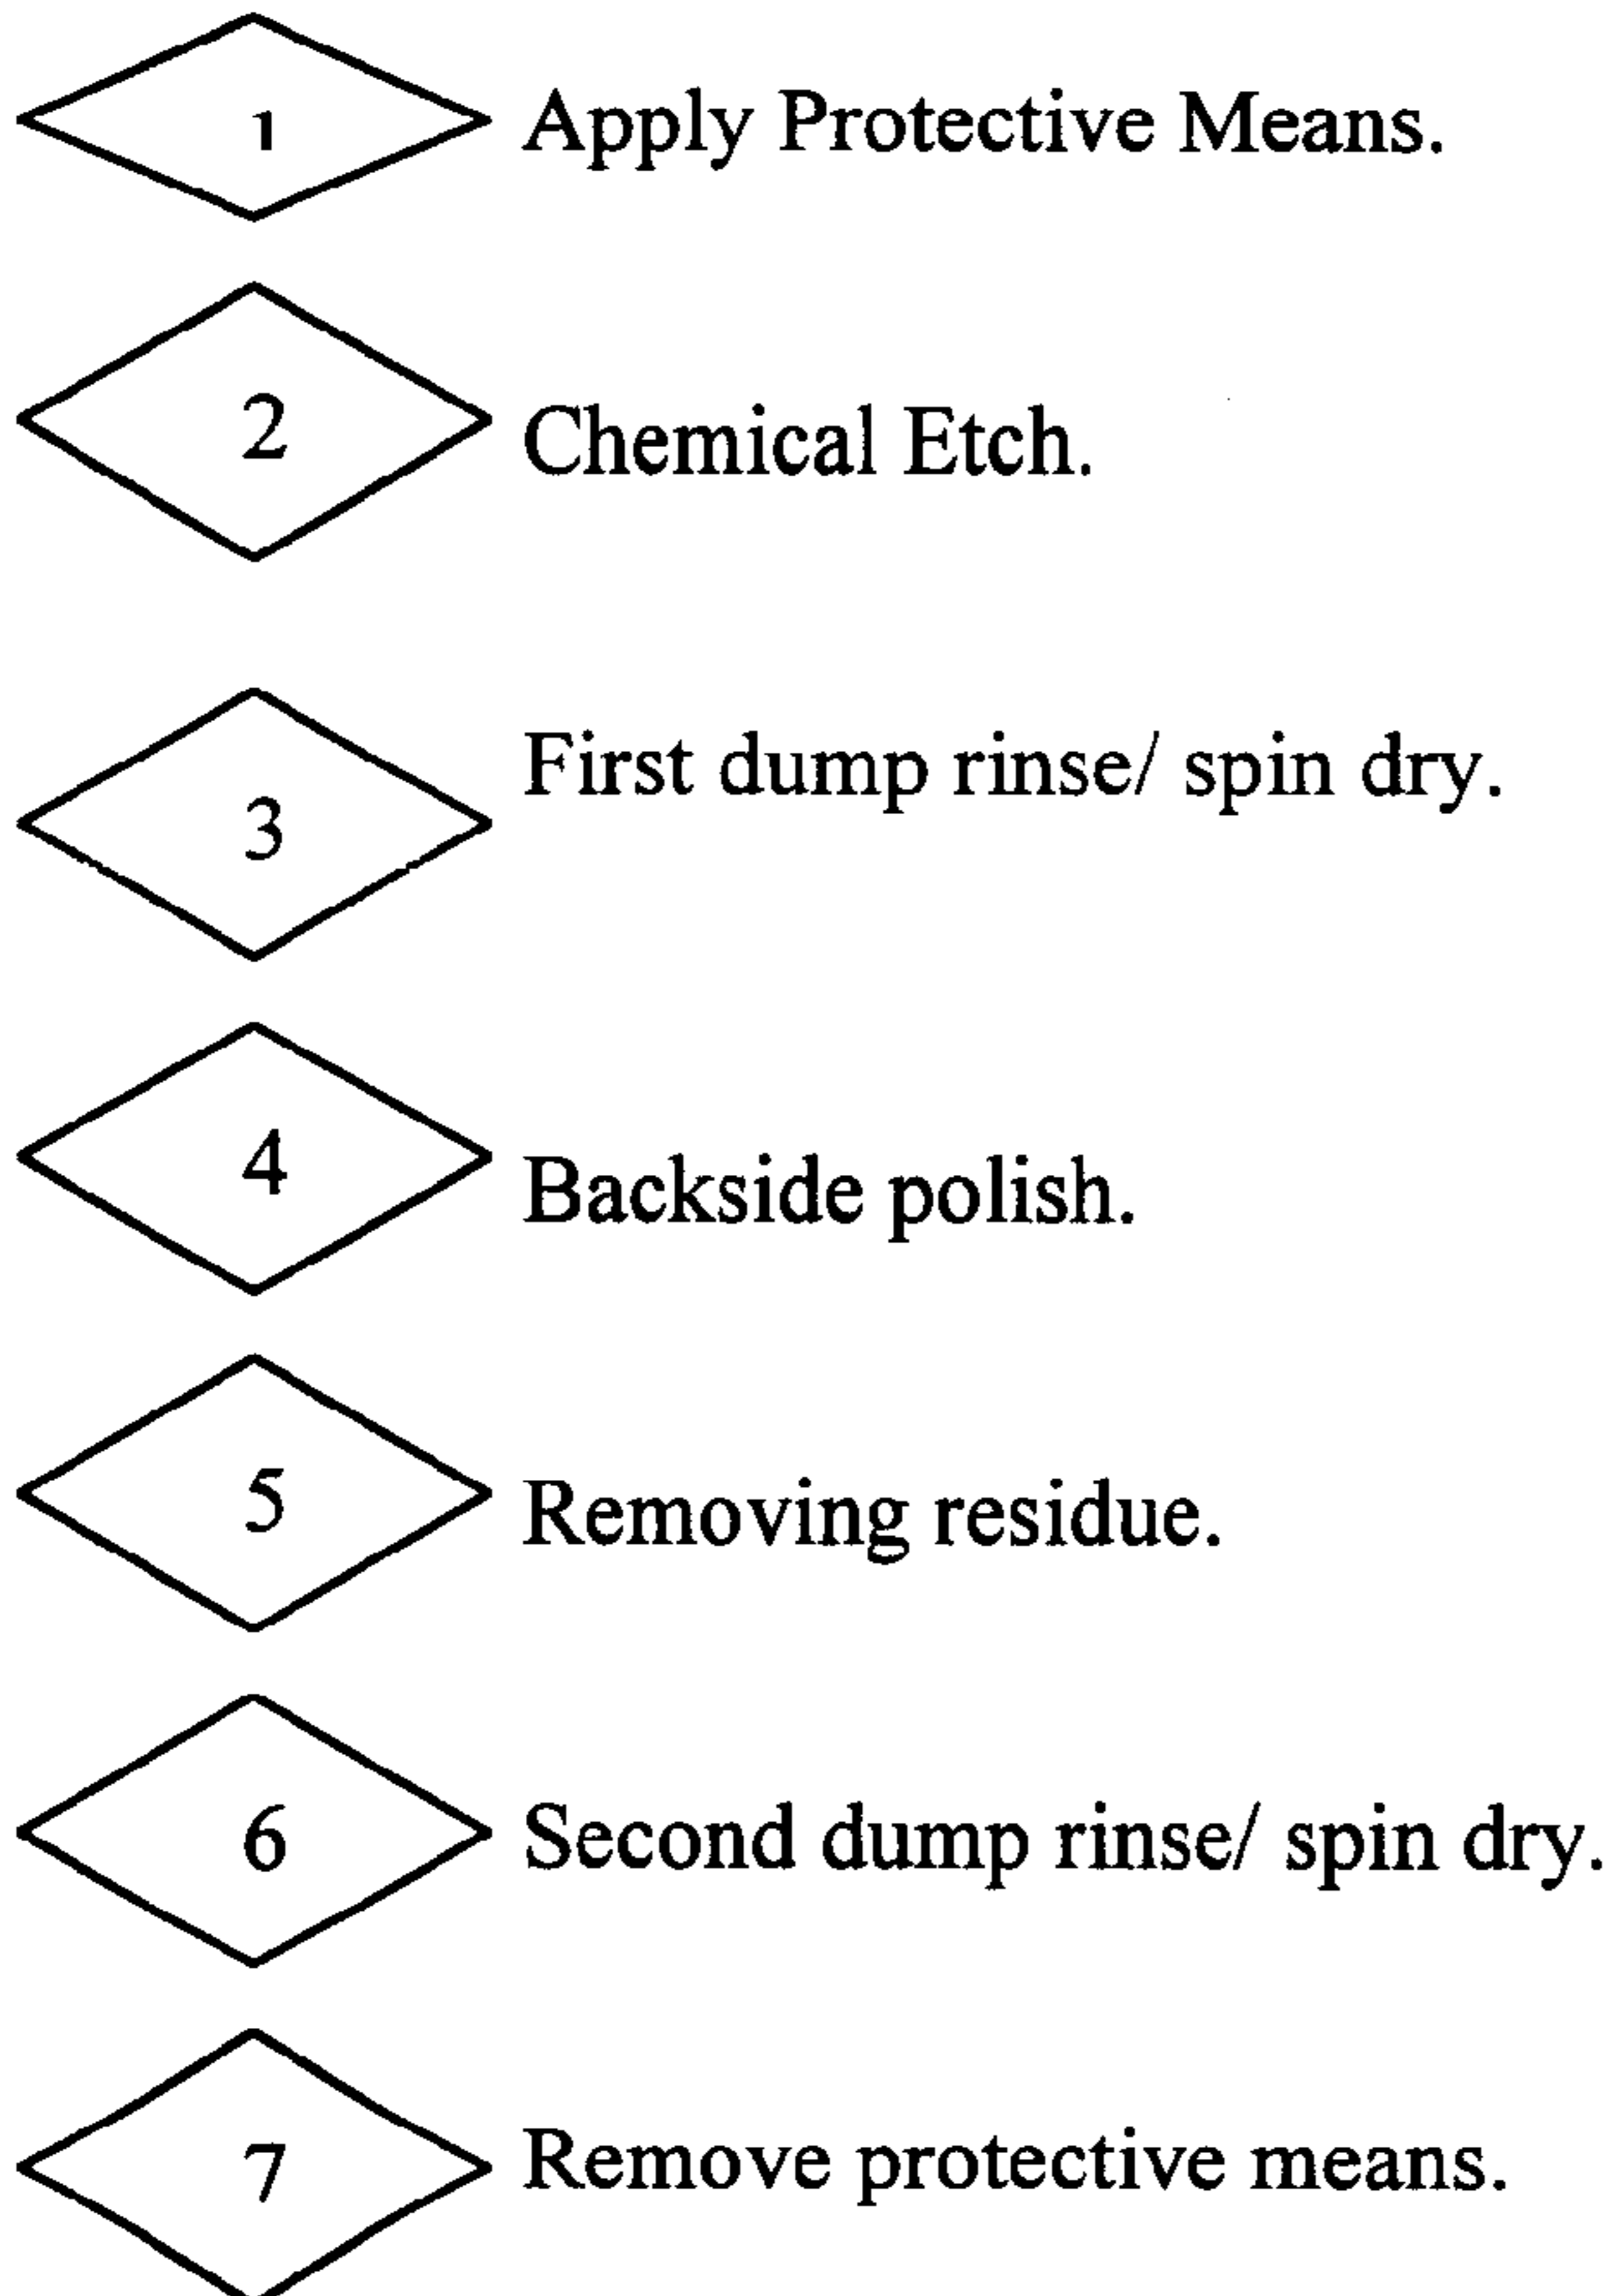 1 Apply Protective Means.
2 Chemical Etch.
3 First dump rinse/ spin dry.
4 Backside polish.
5 Removing residue.
6 Second dump rinse/ spin dry.
7 Remove protective means.